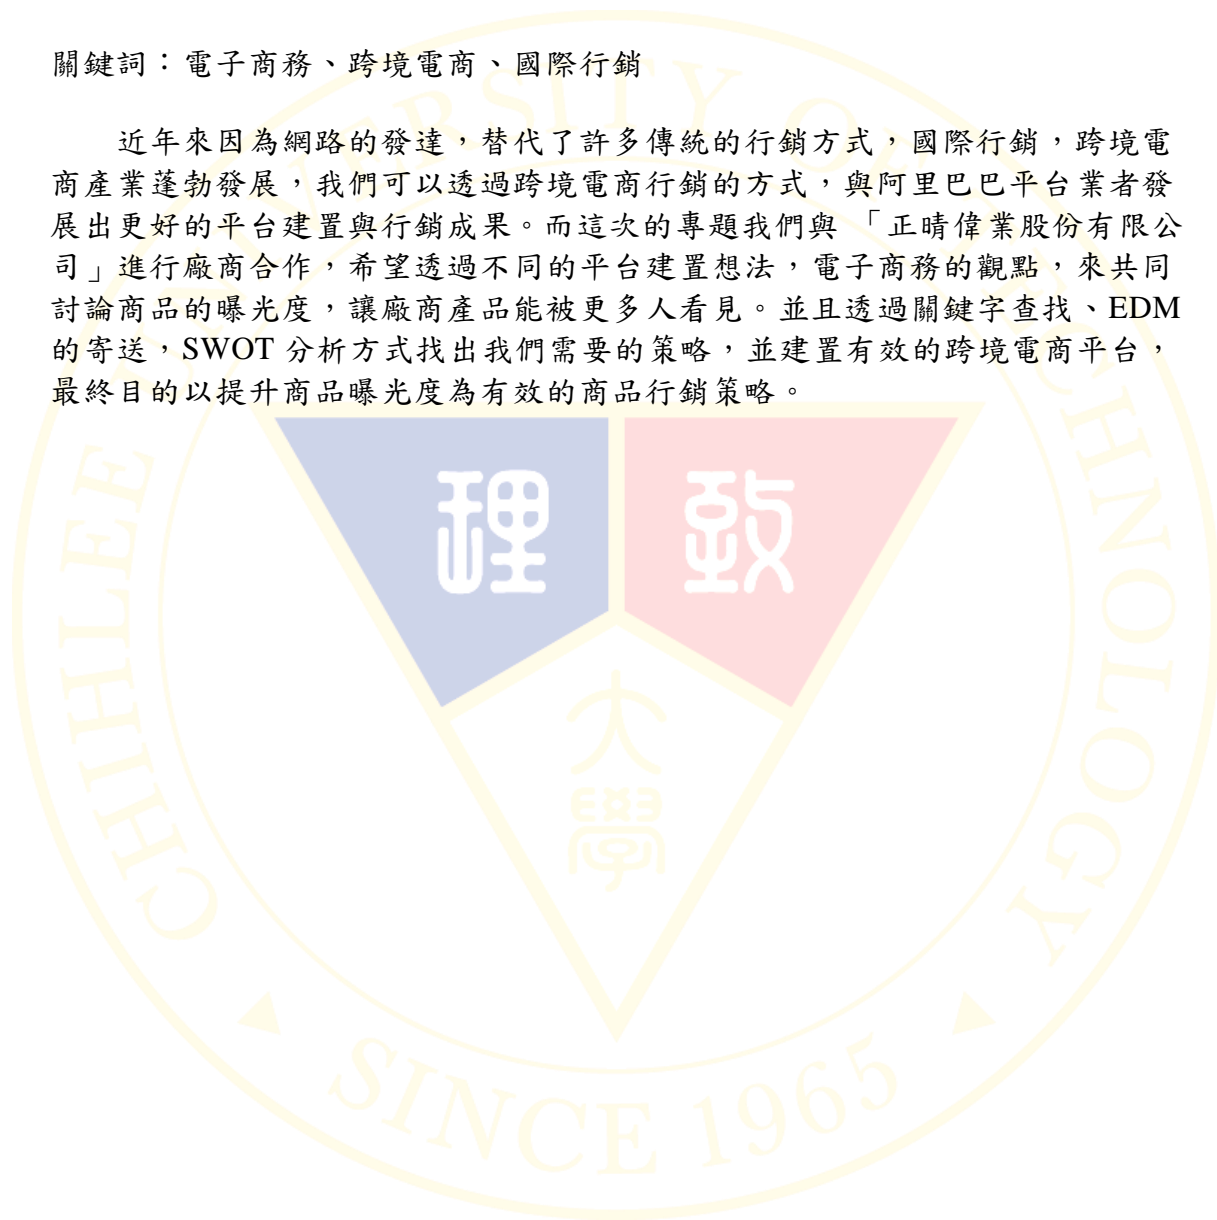 關鍵詞：電子商務、跨境電商、國際行銷
近年來因為網路的發達，替代了許多傳統的行銷方式，國際行銷，跨境電
商產業蓬勃發展，我們可以透過跨境電商行銷的方式，與阿里巴巴平台業者發
展出更好的平台建置與行銷成果。而這次的專題我們與 「正晴偉業股份有限公
司」進行廠商合作，希望透過不同的平台建置想法，電子商務的觀點，來共同
討論商品的曝光度，讓廠商產品能被更多人看見。並且透過關鍵字查找、EDM
的寄送，SWOT 分析方式找出我們需要的策略，並建置有效的跨境電商平台，
最終目的以提升商品曝光度為有效的商品行銷策略。
CHIHLEE UNIVERSITY OF TECHNOLOGY
理 致
大
學
SINCE 1965